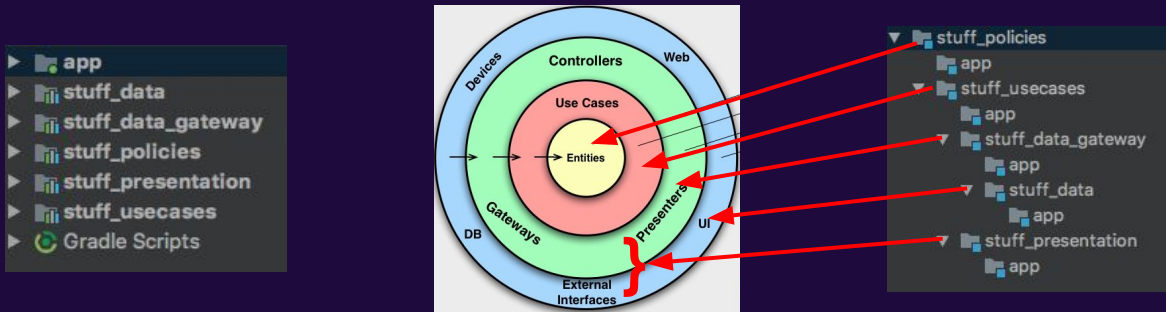 app
stuff_data
stuff_data_gateway
stuff_policies
stuff_presentation
stuff_usecases
Gradle Scripts
Devices
Web
Controllers
Use Cases
Entities
Gateways
Presenters
DB
UI
External
Interfaces
}
stuff_policies
app
stuff_usecases
app
stuff_data_gateway
app
stuff_data
app
stuff_presentation
app